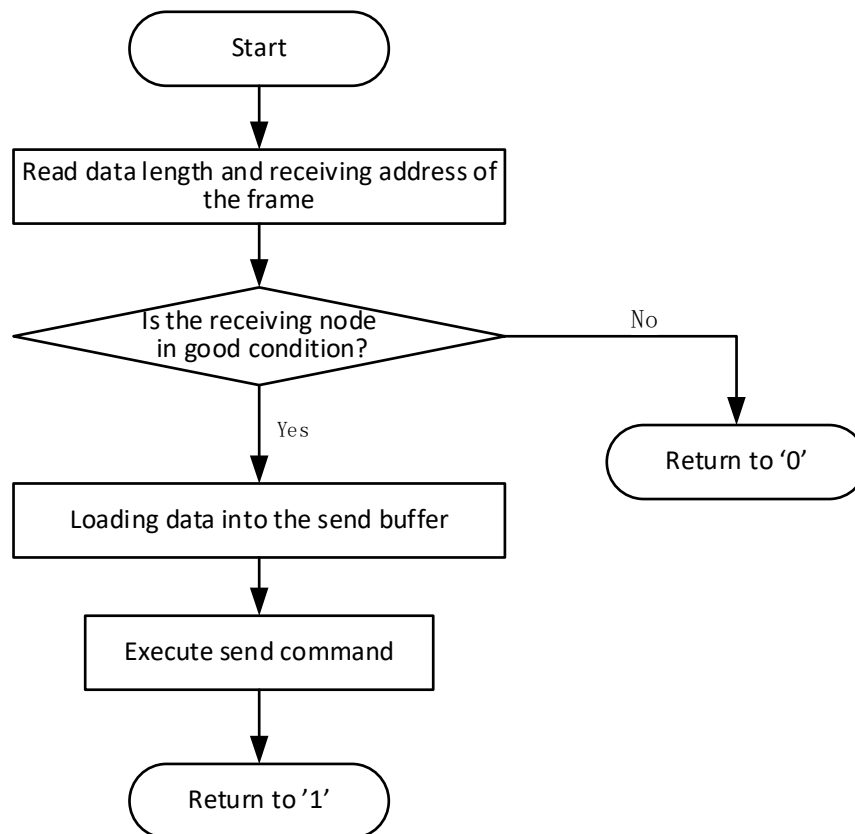 Start
Read data length and receiving address of
the frame
Is the receiving node
in good condition?
No
Yes
Return to ‘0’
Loading data into the send buffer
Execute send command
Return to ’1’